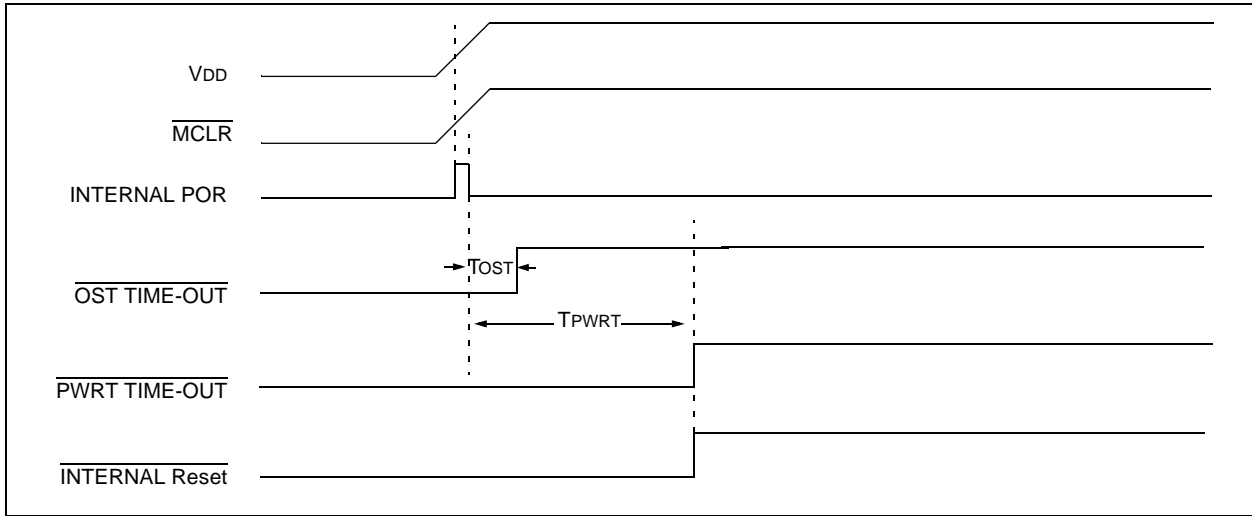 VDD
MCLR
INTERNAL POR
TOST
OST TIME-OUT
TPWRT
PWRT TIME-OUT
INTERNAL Reset